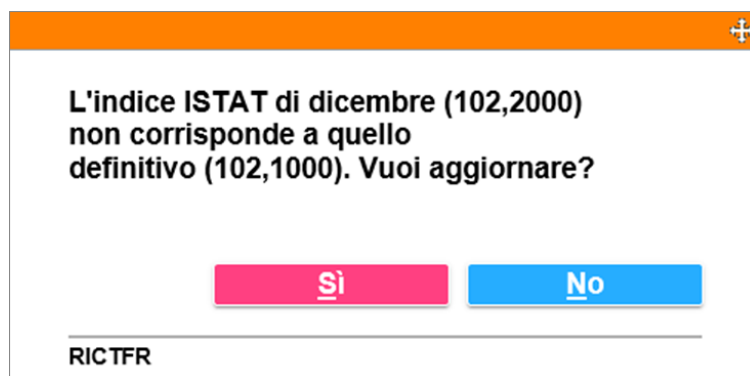 L'indice ISTAT di dicembre (102,2000)
non corrisponde a quello
definitivo (102,1000). Vuoi aggiornare?
Sì
No
RICTFR